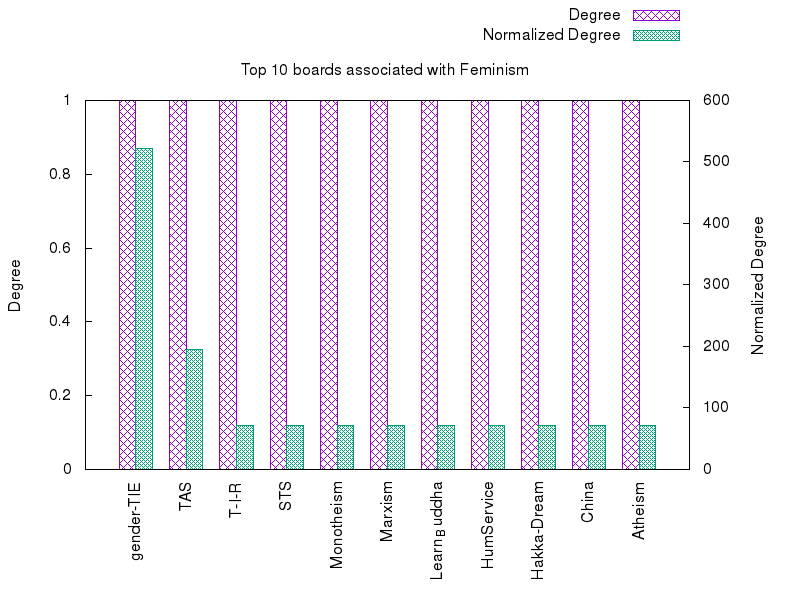 Degree
Normalized Degree
Top 10 boards associated with Feminism
1
0.8
0.6
0.4
0.2
0
600
500
400
300
200
100
0
Degree
Normalized Degree
gender-TIE
TAS
T-I-R
STS
Monotheism
Marxism
LearnBuddha
HumService
Hakka-Dream
China
Atheism